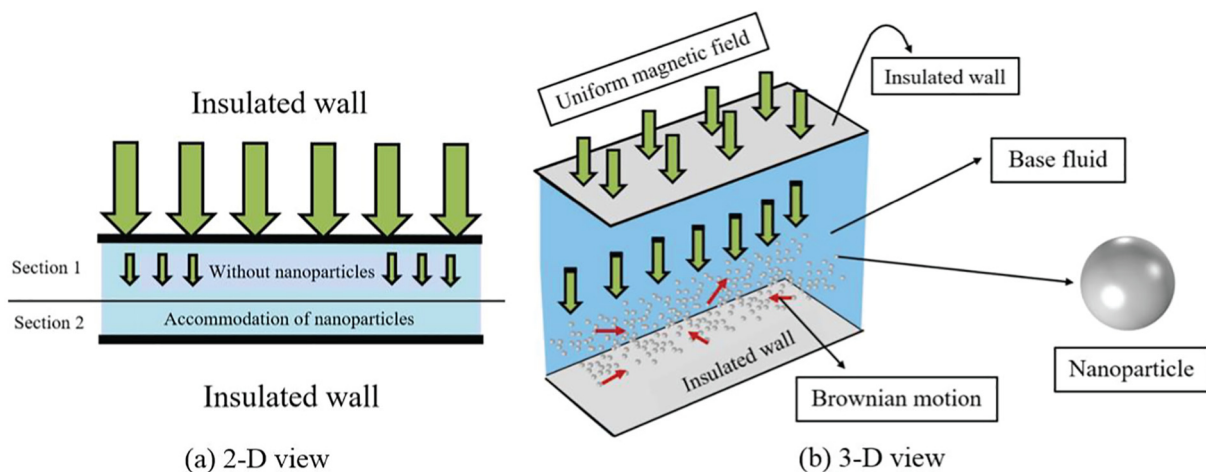 Insulated wall
Section 1
Without nanoparticles
Section 2
Accommodation of nanoparticles
Insulated wall
(a) 2-D view
Uniform magnetic field
Insulated wall
Base fluid
Insulated wall
Nanoparticle
Brownian motion
(b) 3-D view